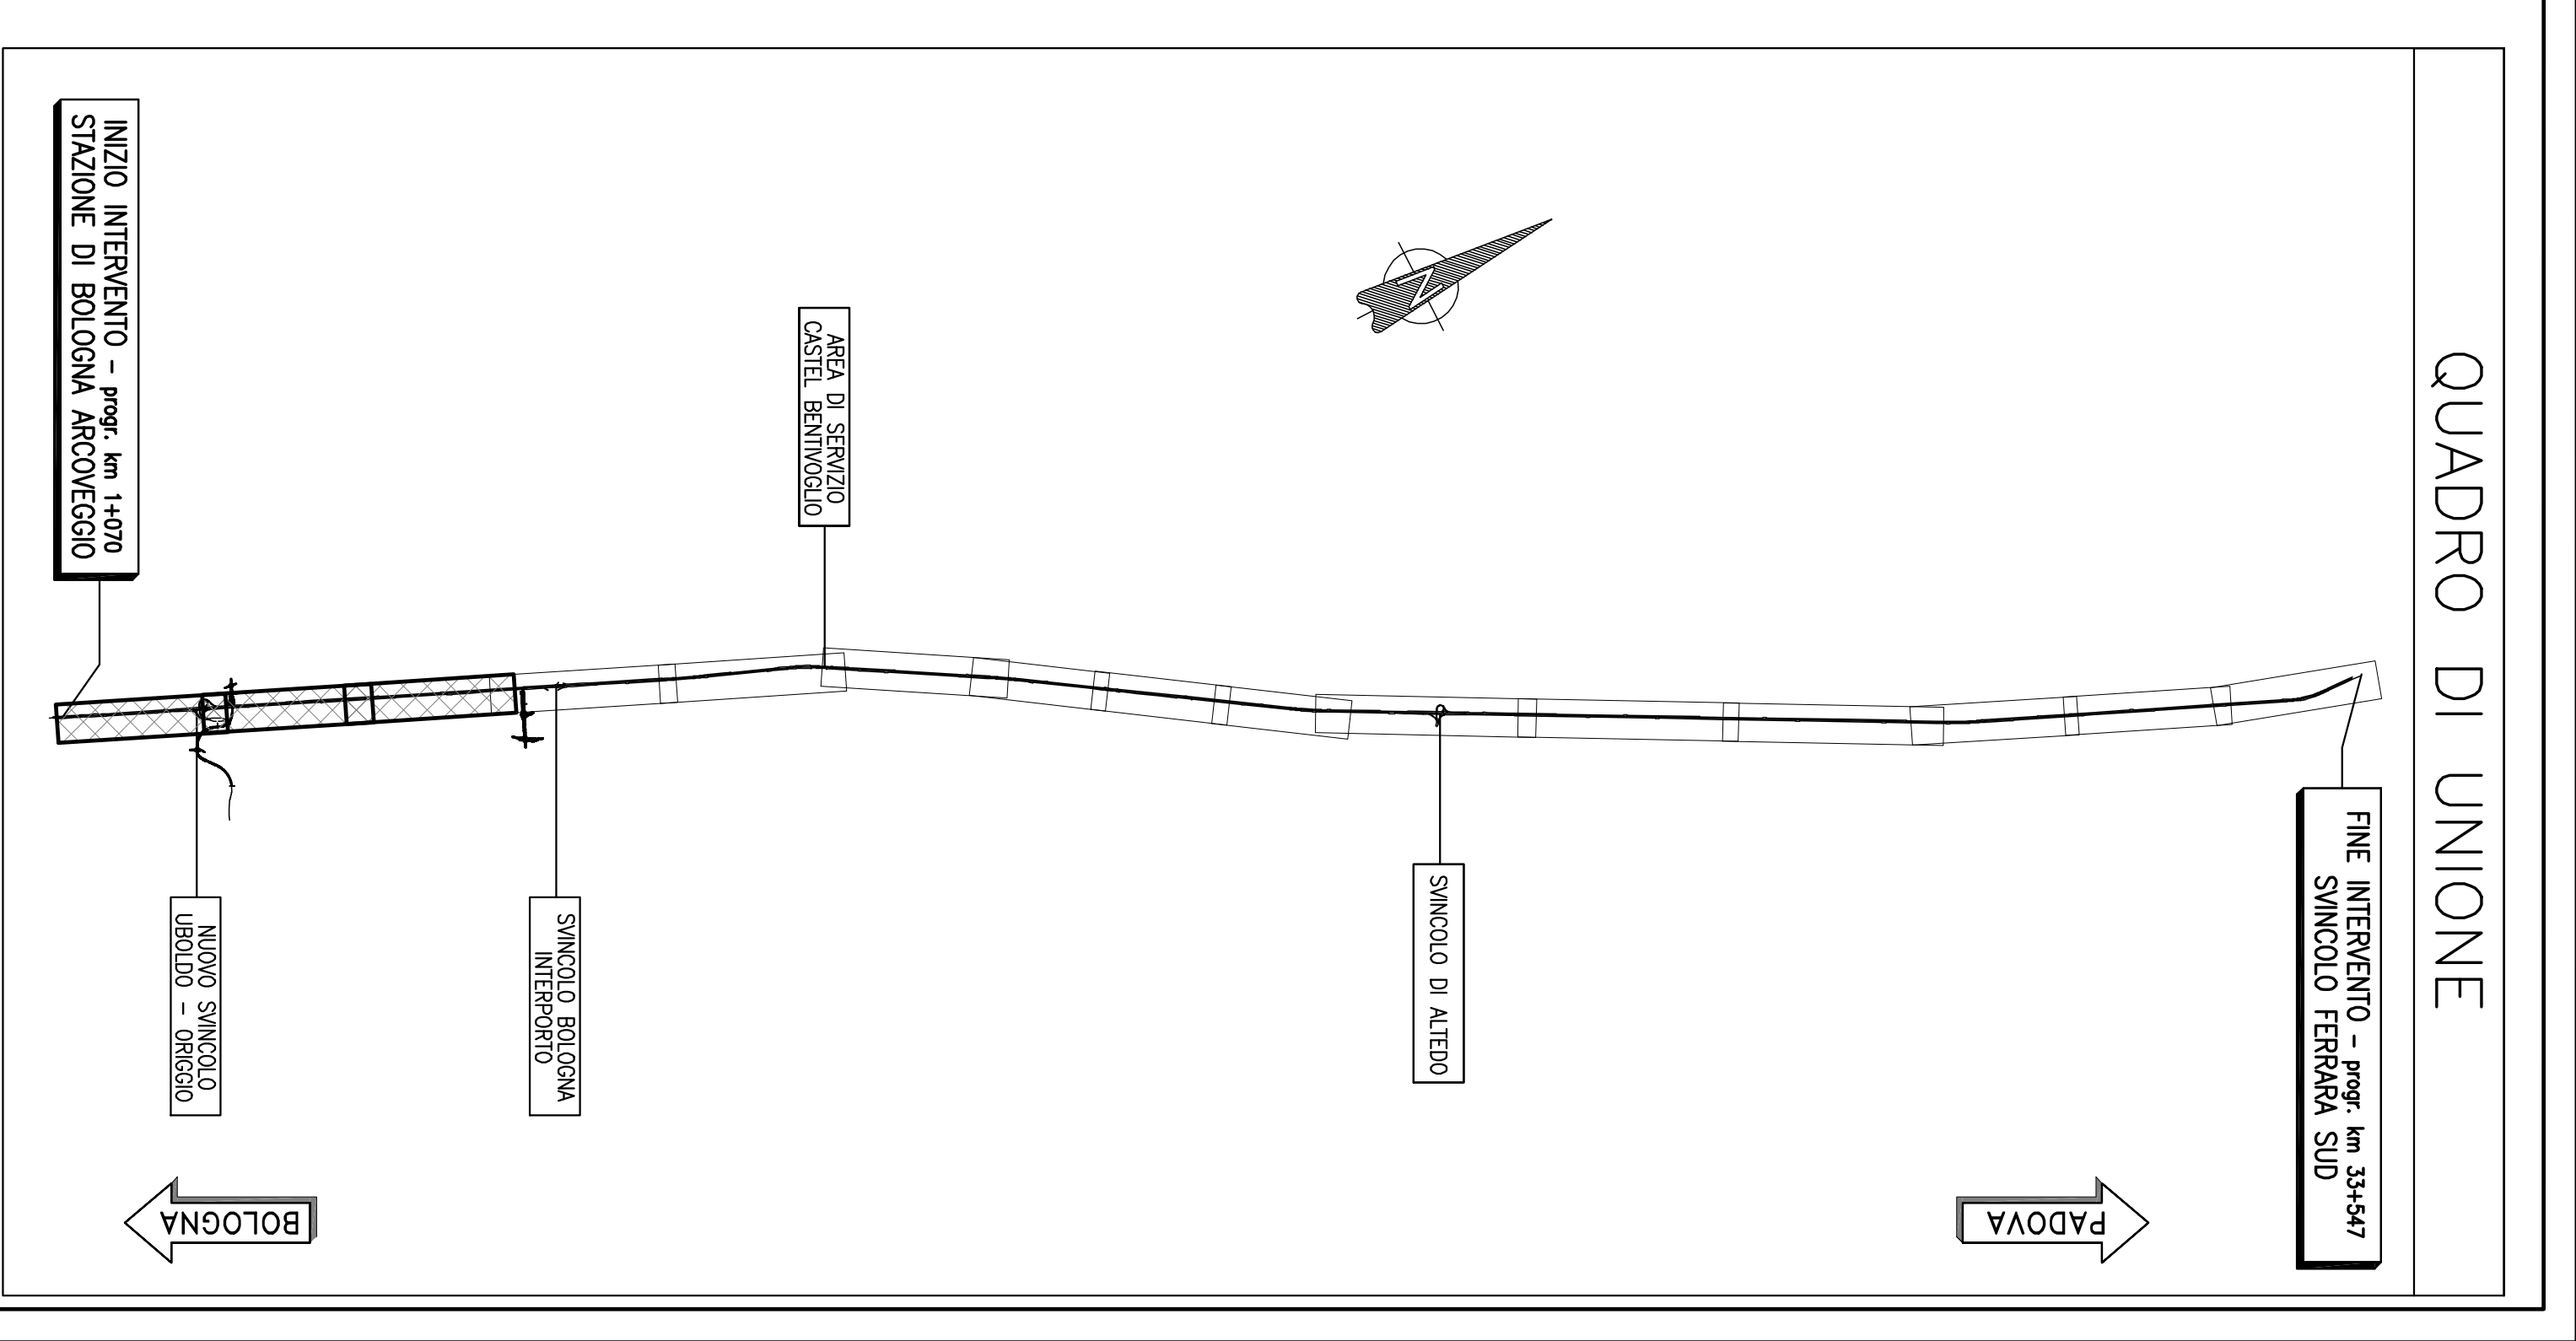 QUADRO DI UNIONE
INIZIO INTERVENTO - progr. km 1+070
STAZIONE DI BOLOGNA ARCOVEGGIO
AREA DI SERVIZIO
CASTEL BENTIVOGLIO
N
FINE INTERVENTO - progr. km 33+547
SVINCOLO FERRARA SUD
SVINCOLO DI ALTEDO
SVINCOLO BOLOGNA
INTERPORTO
NUOVO SVINCOLO
UBOLDO - ORIGGIO
BOLOGNA
PADOVA